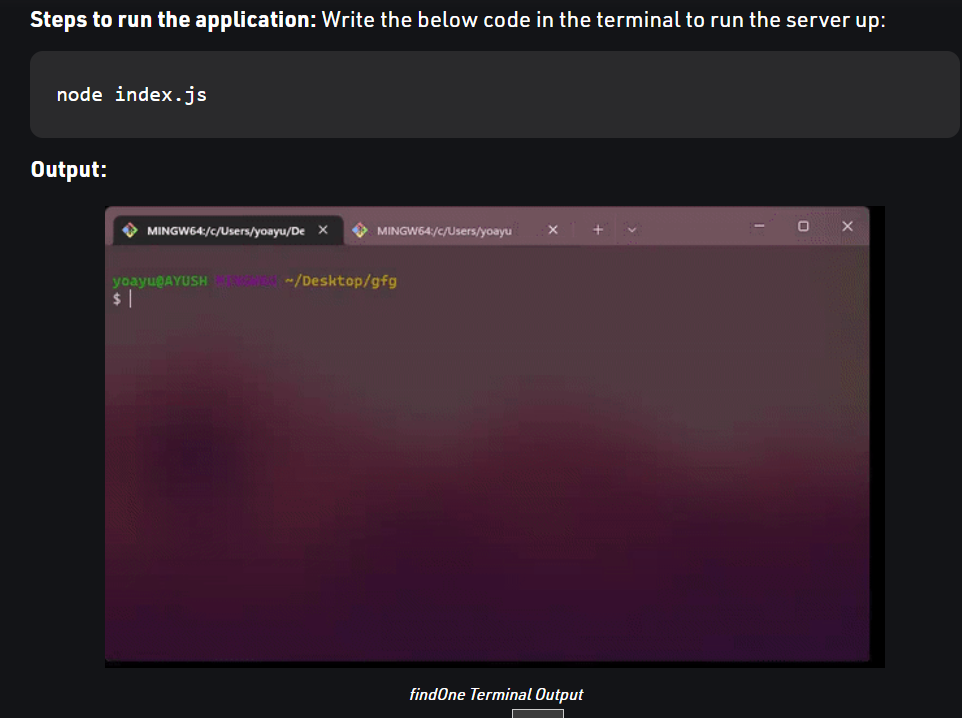 Steps to run the application: Write the below code in the terminal to run the server up:
node index.js
Output:
MINGW64:/c/Users/yoayu/De
MINGW64:/c/Users/yoayu
yoayu@AYUSH ~/Desktop/gfg
$
findOne Terminal Output